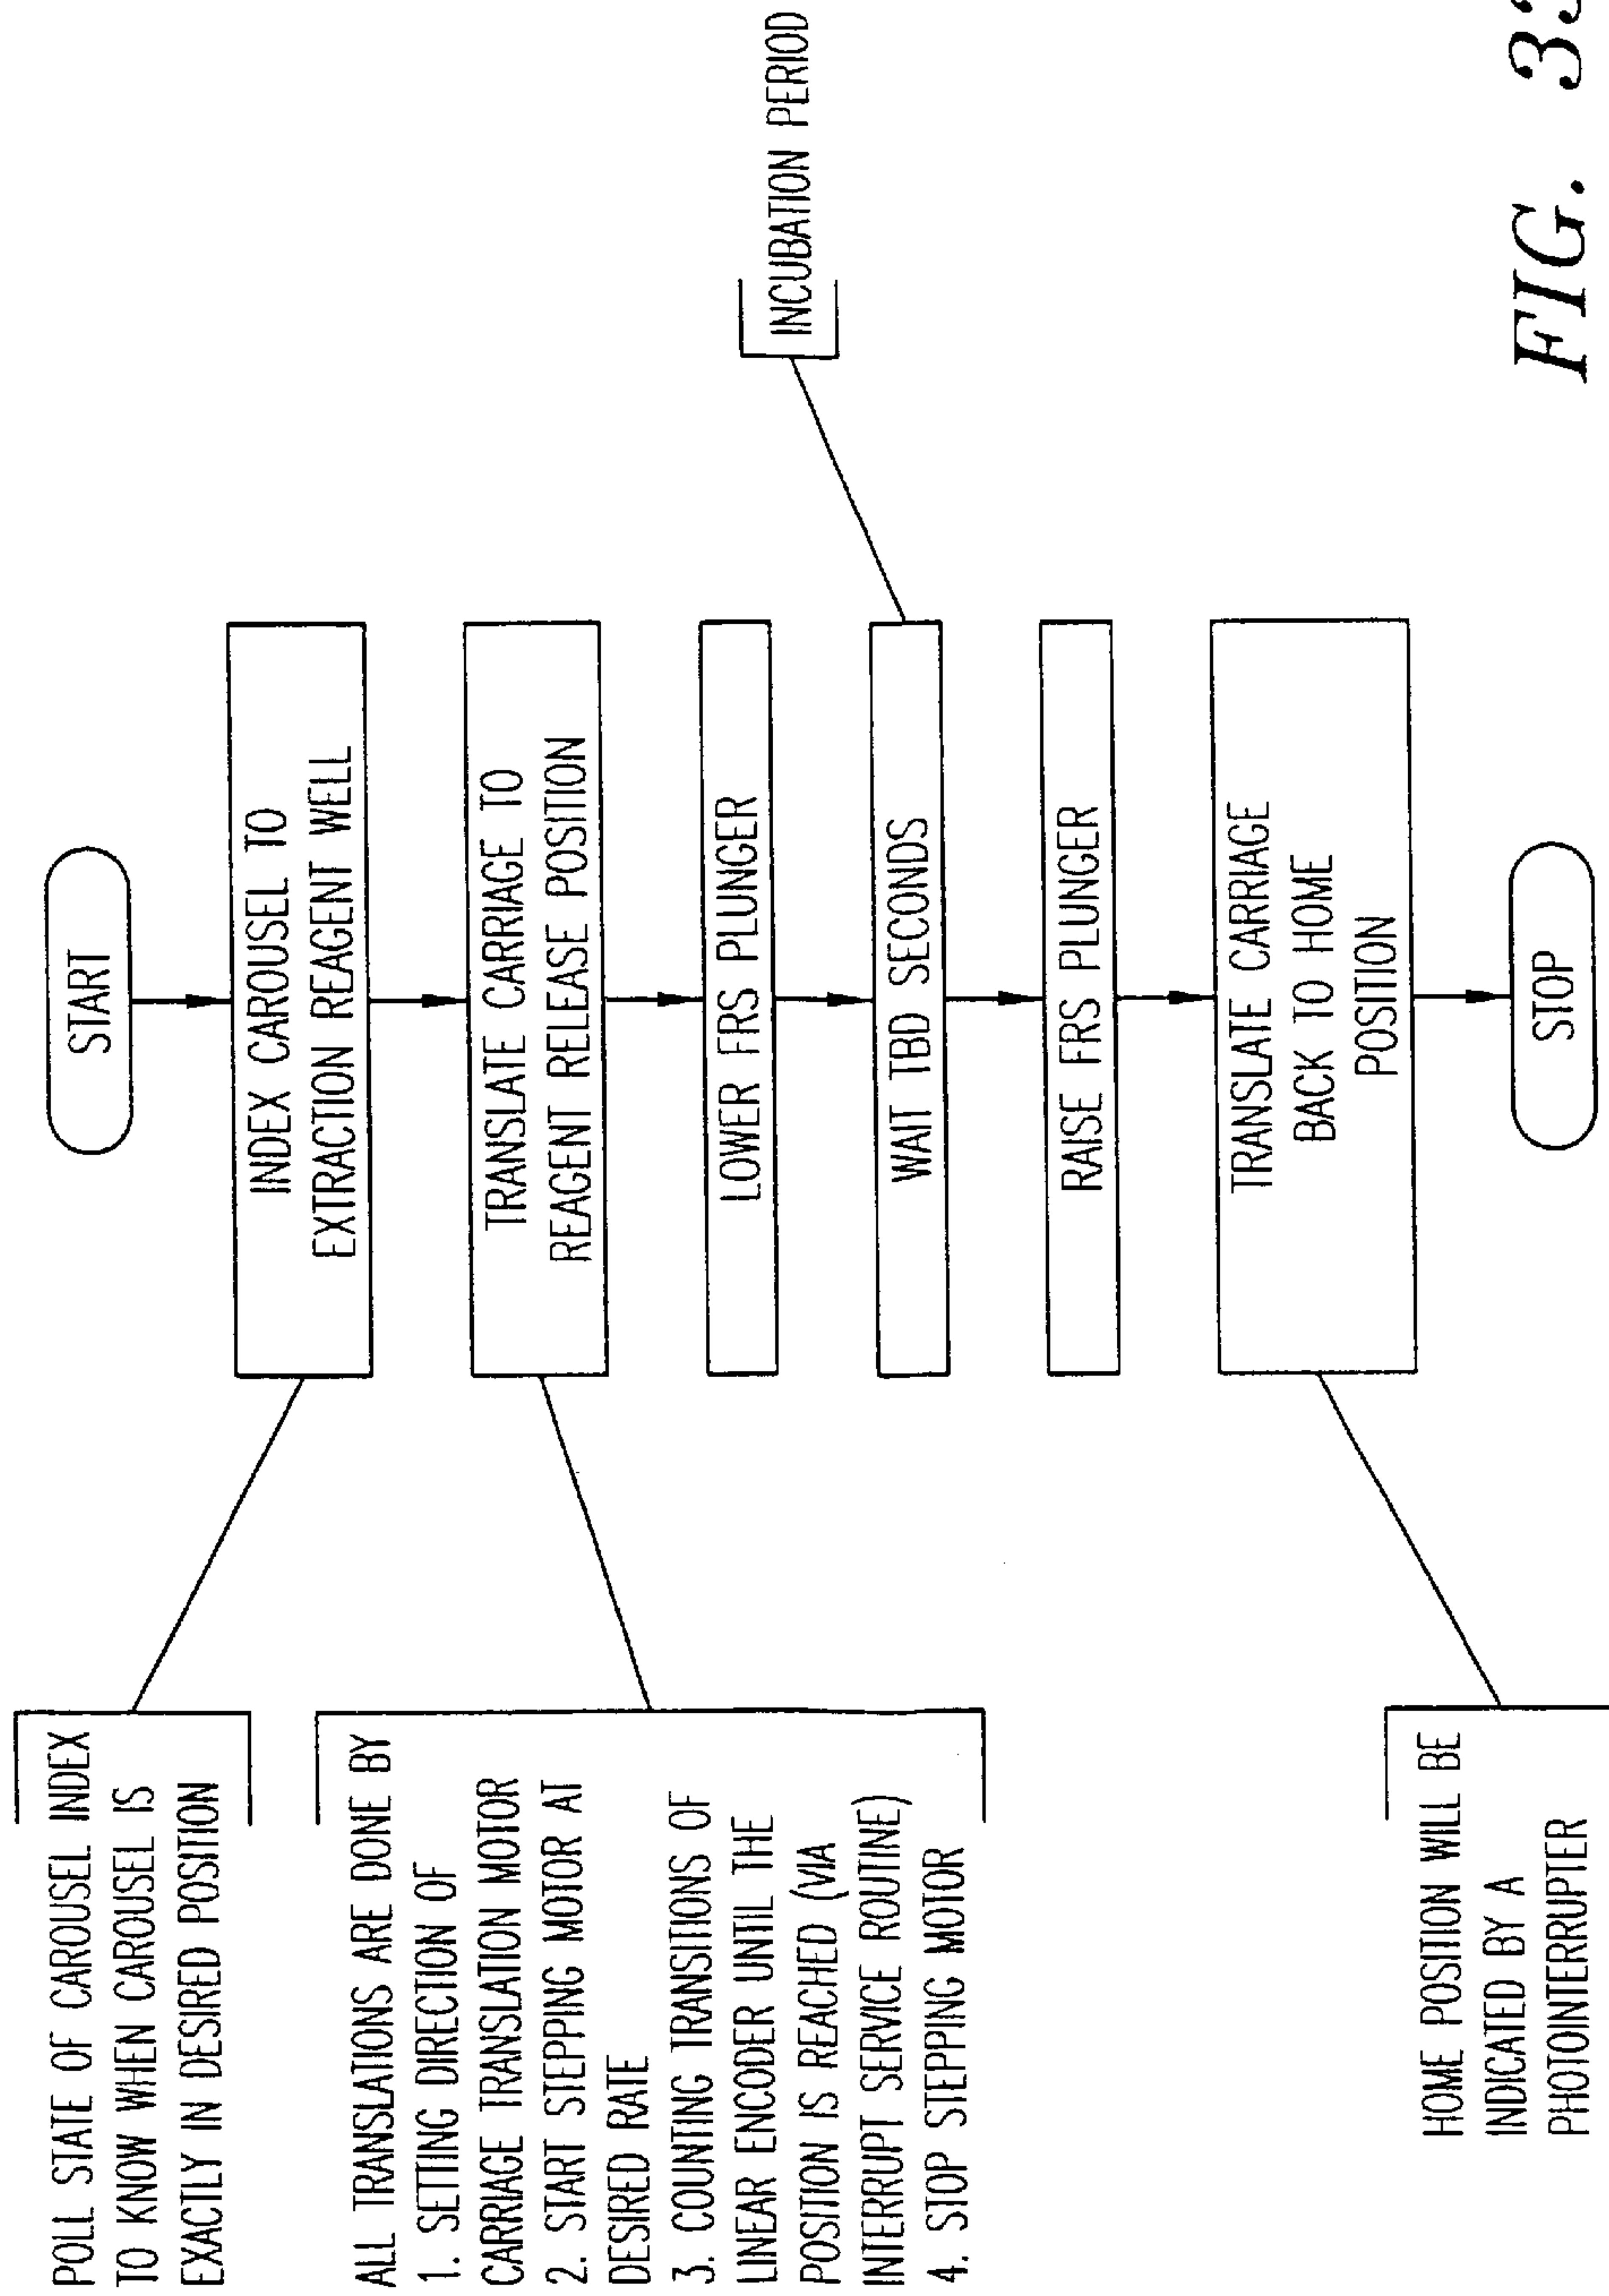 POLL STATE OF CAROUSEL INDEX
TO KNOW WHEN CAROUSEL IS
EXACTLY IN DESIRED POSITION
ALL TRANSLATIONS ARE DONE BY
1. SETTING DIRECTION OF
CARRIAGE TRANSLATION MOTOR
2. START STEPPING MOTOR AT
DESIRED RATE
3. COUNTING TRANSITIONS OF
LINEAR ENCODER UNTIL THE
POSITION IS REACHED (VIA
INTERRUPT SERVICE ROUTINE)
4. STOP STEPPING MOTOR
HOME POSITION WILL BE
INDICATED BY A
PHOTOINTERRUPTER
START
INDEX CAROUSEL TO
EXTRACTION REAGENT WELL
TRANSLATE CARRIAGE TO
REAGENT RELEASE POSITION
LOWER FRS PLUNGER
WAIT TBD SECONDS
RAISE FRS PLUNGER
TRANSLATE CARRIAGE
BACK TO HOME
POSITION
STOP
INCUBATION PERIOD
FIG.